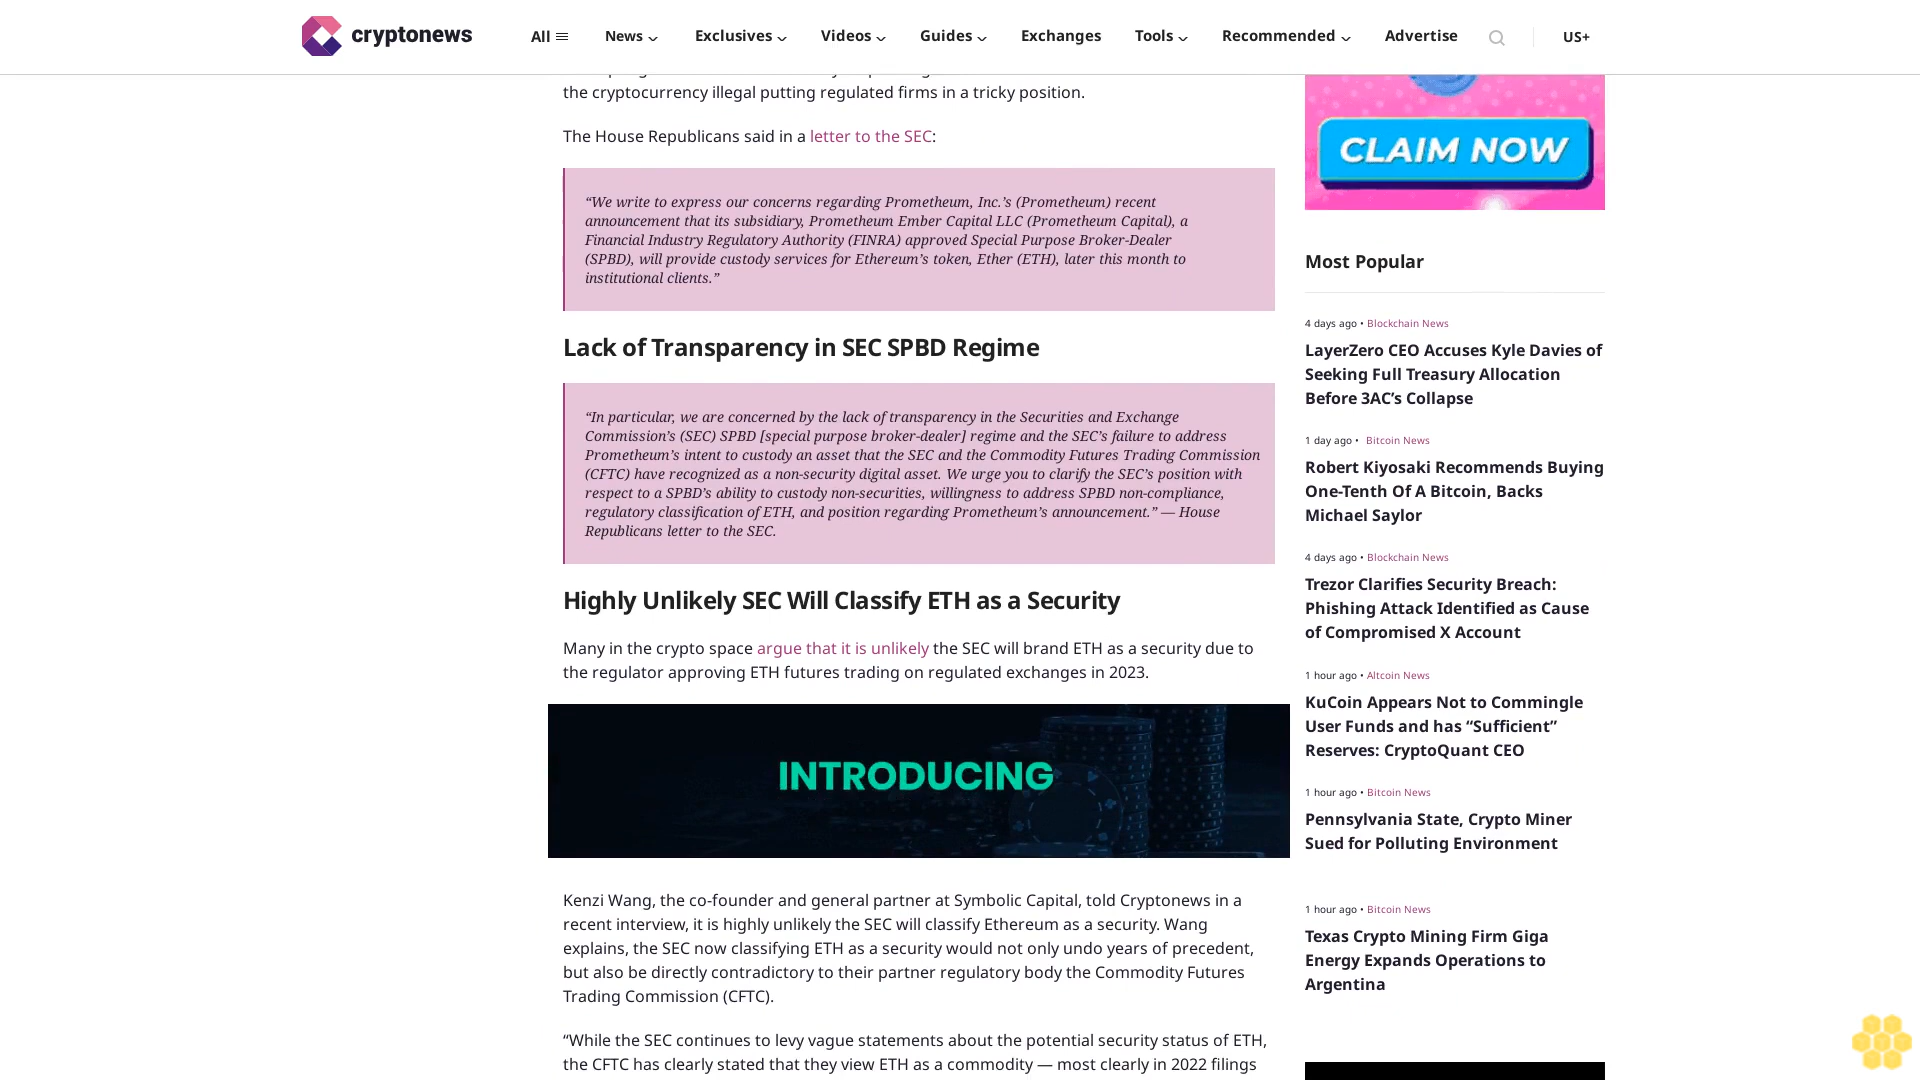 cryptonews
All
News
Exclusives
Videos
Guides
Exchanges
Tools
Recommended
Advertise
US+
the cryptocurrency illegal putting regulated firms in a tricky position.
The House Republicans said in a letter to the SEC:
“We write to express our concerns regarding Prometheum, Inc.’s (Prometheum) recent
announcement that its subsidiary, Prometheum Ember Capital LLC (Prometheum Capital), a
Financial Industry Regulatory Authority (FINRA) approved Special Purpose Broker-Dealer
(SPBD), will provide custody services for Ethereum’s token, Ether (ETH), later this month to
institutional clients.”
Lack of Transparency in SEC SPBD Regime
“In particular, we are concerned by the lack of transparency in the Securities and Exchange
Commission’s (SEC) SPBD [special purpose broker-dealer] regime and the SEC’s failure to address
Prometheum’s intent to custody an asset that the SEC and the Commodity Futures Trading Commission
(CFTC) have recognized as a non-security digital asset. We urge you to clarify the SEC’s position with
respect to a SPBD’s ability to custody non-securities, willingness to address SPBD non-compliance,
regulatory classification of ETH, and position regarding Prometheum’s announcement.” — House
Republicans letter to the SEC.
Highly Unlikely SEC Will Classify ETH as a Security
Many in the crypto space argue that it is unlikely the SEC will brand ETH as a security due to
the regulator approving ETH futures trading on regulated exchanges in 2023.
INTRODUCING
Kenzi Wang, the co-founder and general partner at Symbolic Capital, told Cryptonews in a
recent interview, it is highly unlikely the SEC will classify Ethereum as a security. Wang
explains, the SEC now classifying ETH as a security would not only undo years of precedent,
but also be directly contradictory to their partner regulatory body the Commodity Futures
Trading Commission (CFTC).
“While the SEC continues to levy vague statements about the potential security status of ETH,
the CFTC has clearly stated that they view ETH as a commodity — most clearly in 2022 filings
CLAIM NOW
Most Popular
4 days ago • Blockchain News
LayerZero CEO Accuses Kyle Davies of
Seeking Full Treasury Allocation
Before 3AC’s Collapse
1 day ago • Bitcoin News
Robert Kiyosaki Recommends Buying
One-Tenth Of A Bitcoin, Backs
Michael Saylor
4 days ago • Blockchain News
Trezor Clarifies Security Breach:
Phishing Attack Identified as Cause
of Compromised X Account
1 hour ago • Altcoin News
KuCoin Appears Not to Commingle
User Funds and has “Sufficient”
Reserves: CryptoQuant CEO
1 hour ago • Bitcoin News
Pennsylvania State, Crypto Miner
Sued for Polluting Environment
1 hour ago • Bitcoin News
Texas Crypto Mining Firm Giga
Energy Expands Operations to
Argentina